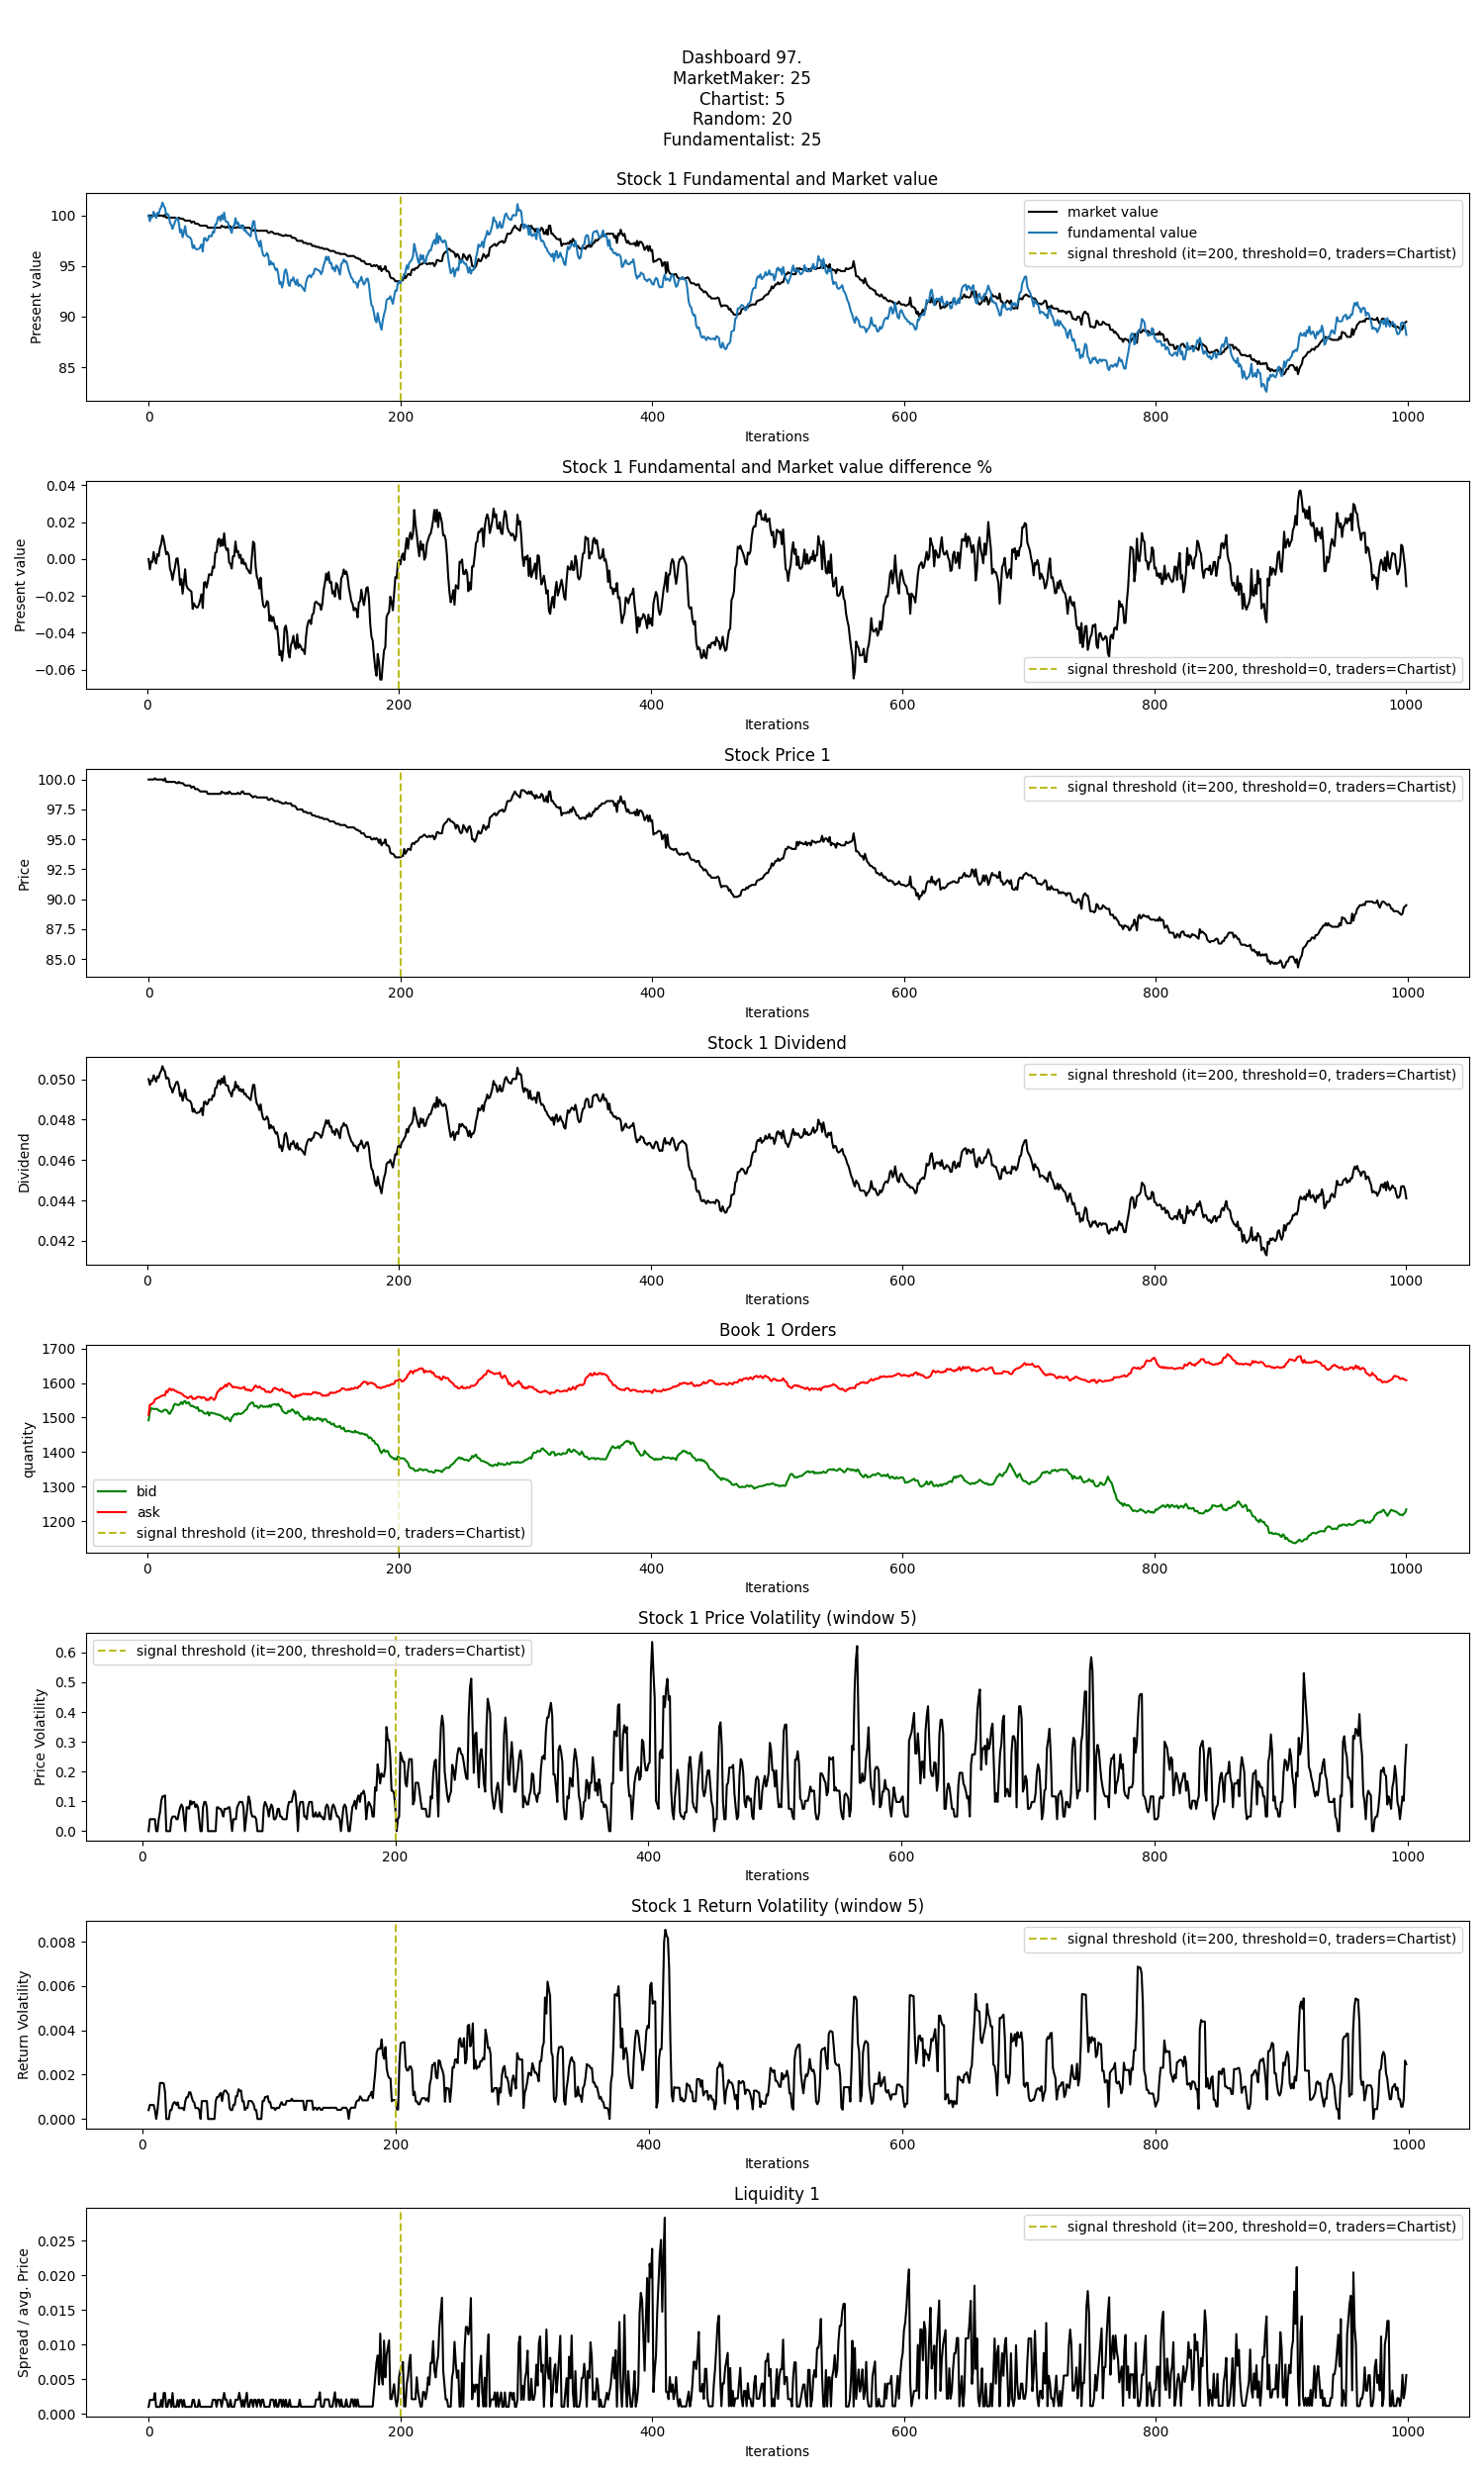 Dashboard 97.
MarketMaker: 25
Chartist: 5
Random: 20
Fundamentalist: 25
Stock 1 Fundamental and Market value
Present value
100
95
90
85
market value
fundamental value
signal threshold (it=200, threshold=0, traders=Chartist)
0 200 400 600 800 1000
Iterations
Stock 1 Fundamental and Market value difference %
Present value
0.04
0.02
0.00
−0.02
−0.04
−0.06
signal threshold (it=200, threshold=0, traders=Chartist)
0 200 400 600 800 1000
Iterations
Stock Price 1
Price
100.0
97.5
95.0
92.5
90.0
87.5
85.0
signal threshold (it=200, threshold=0, traders=Chartist)
0 200 400 600 800 1000
Iterations
Stock 1 Dividend
Dividend
0.050
0.048
0.046
0.044
0.042
signal threshold (it=200, threshold=0, traders=Chartist)
0 200 400 600 800 1000
Iterations
Book 1 Orders
quantity
1700
1600
1500
1400
1300
1200
bid
ask
signal threshold (it=200, threshold=0, traders=Chartist)
0 200 400 600 800 1000
Iterations
Stock 1 Price Volatility (window 5)
Price Volatility
0.6
0.5
0.4
0.3
0.2
0.1
0.0
signal threshold (it=200, threshold=0, traders=Chartist)
0 200 400 600 800 1000
Iterations
Stock 1 Return Volatility (window 5)
Return Volatility
0.008
0.006
0.004
0.002
0.000
signal threshold (it=200, threshold=0, traders=Chartist)
0 200 400 600 800 1000
Iterations
Liquidity 1
Spread / avg. Price
0.025
0.020
0.015
0.010
0.005
0.000
signal threshold (it=200, threshold=0, traders=Chartist)
0 200 400 600 800 1000
Iterations